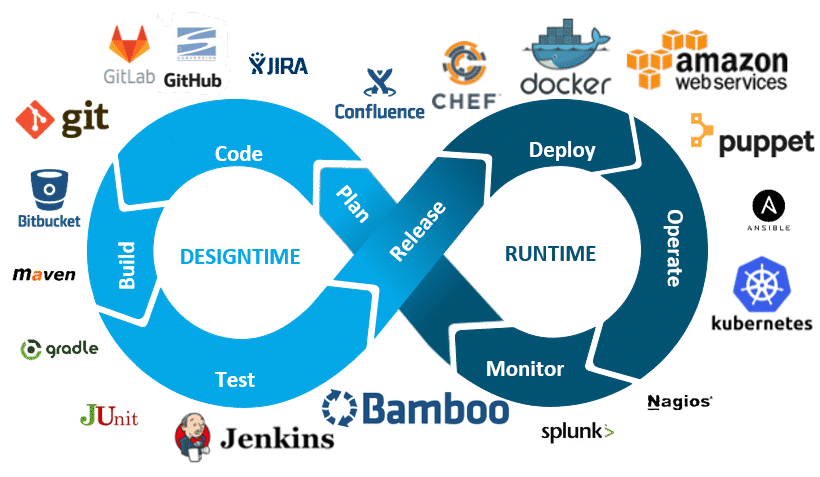 GitLab
SUBVERSION
GitHub
JIRA
Confluence
CHEF
docker
amazon
web services
git
puppet
Bitbucket
ANSIBLE
maven
kubernetes
gradle
JUnit
Jenkins
Bamboo
splunk>
Nagios®
Code
Plan
Build
DESIGNTIME
Test
Release
Deploy
RUNTIME
Operate
Monitor